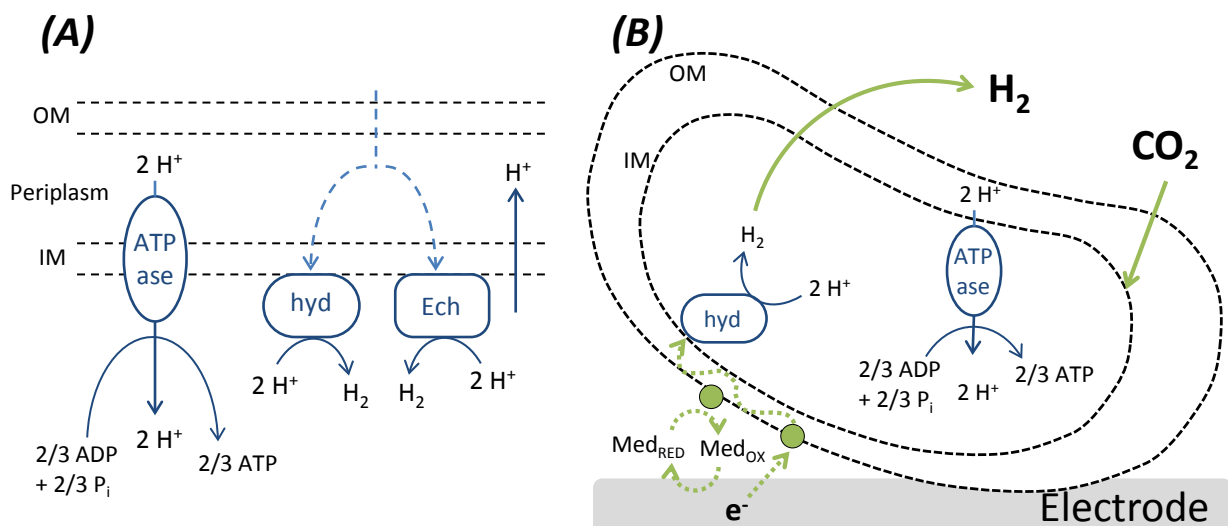 (A)
OM
2 H⁺
Periplasm
H⁺
IM
ATP
ase
hyd
Ech
2 H⁺
H₂
H₂
2 H⁺
2 H⁺
2/3 ADP
+ 2/3 Pᵢ
2/3 ATP
(B)
OM
H₂
CO₂
IM
2 H⁺
H₂
ATP
ase
2 H⁺
hyd
2/3 ADP
+ 2/3 Pᵢ
2 H⁺
2/3 ATP
Med_RED
Med_OX
e⁻
Electrode